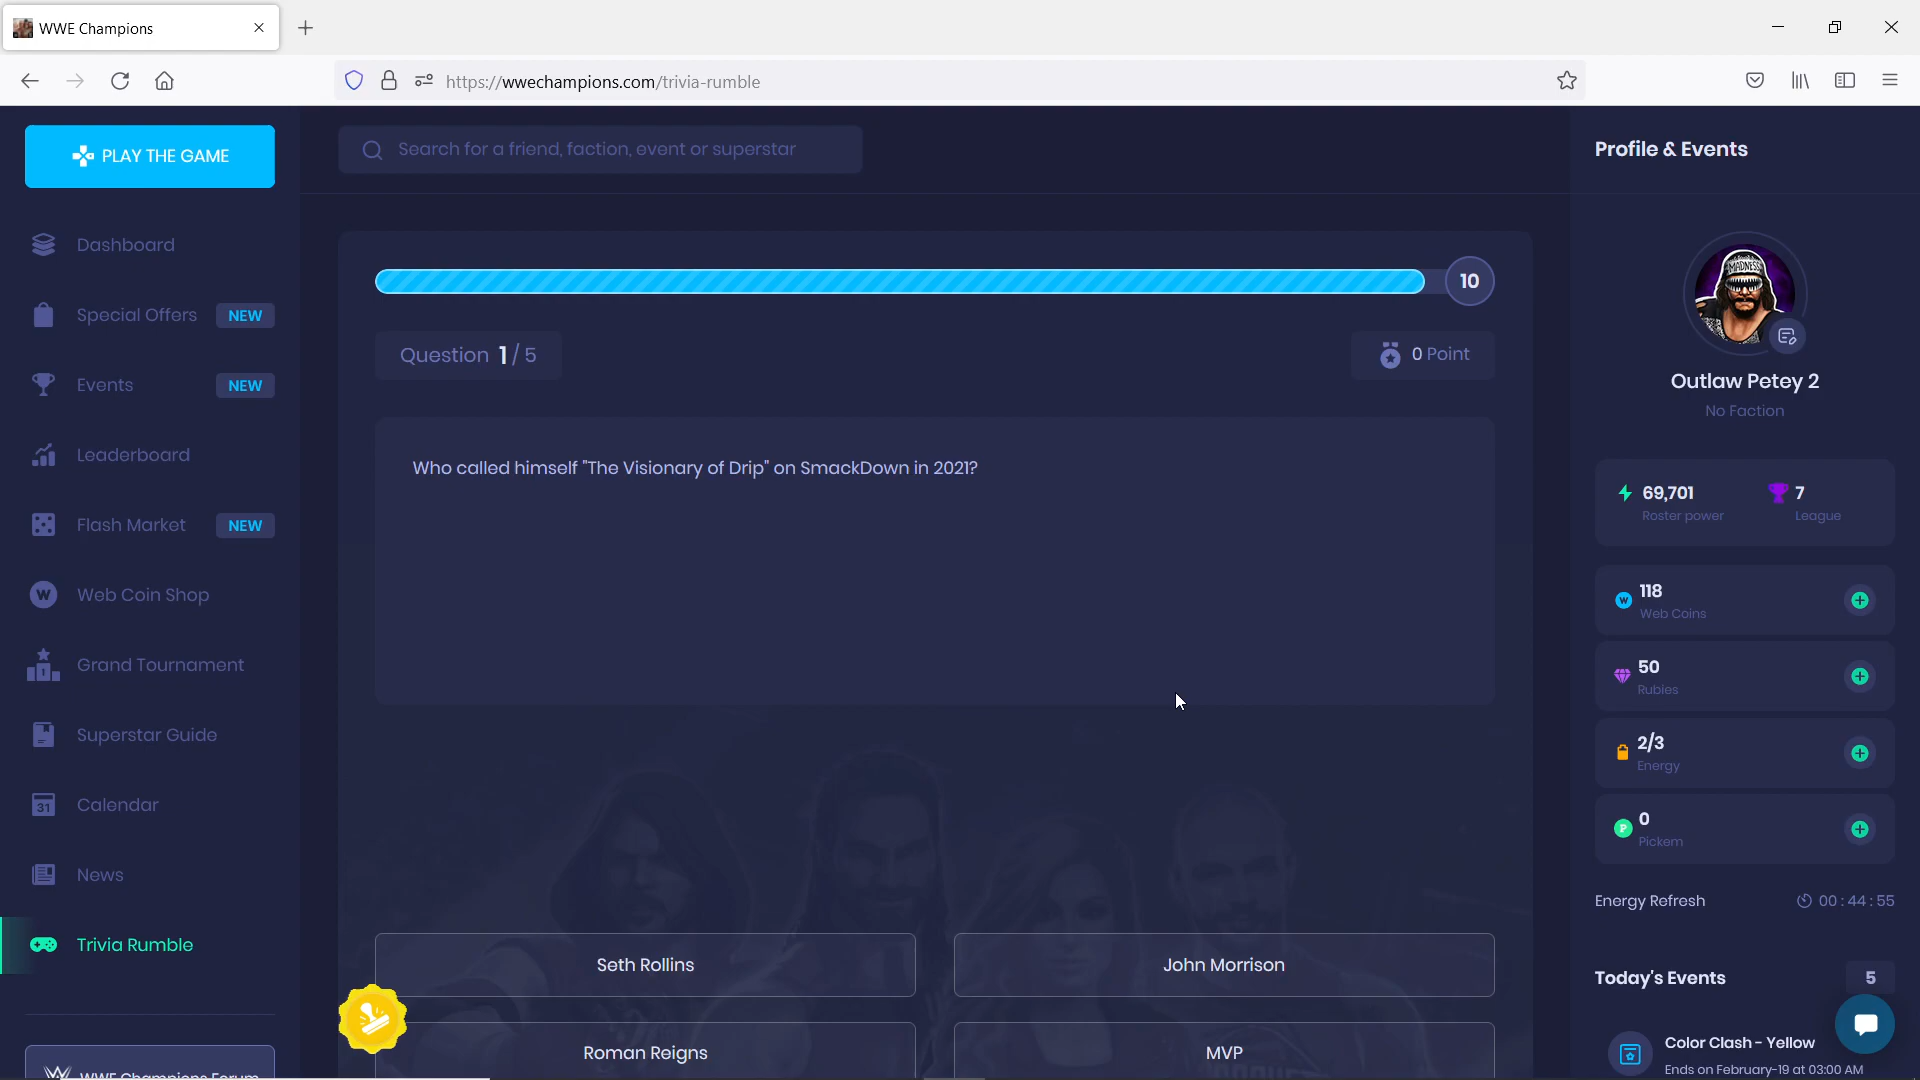 WWE Champions
https://wwechampions.com/trivia-rumble
PLAY THE GAME
Search for a friend, faction, event or superstar
Profile & Events
Dashboard
Special Offers NEW
Events NEW
Leaderboard
Flash Market NEW
Web Coin Shop
Grand Tournament
Superstar Guide
31 Calendar
News
Trivia Rumble
WWE Champions Forum
10
Question 1 / 5
0 Point
Who called himself "The Visionary of Drip" on SmackDown in 2021?
Seth Rollins
John Morrison
Roman Reigns
MVP
MADNESS
Outlaw Petey 2
No Faction
69,701
Roster power
7
League
W
118
Web Coins
50
Rubies
2/3
Energy
P
0
Pickem
Energy Refresh 00 : 44 : 55
Today's Events 5
Color Clash - Yellow
Ends on February-19 at 03:00 AM